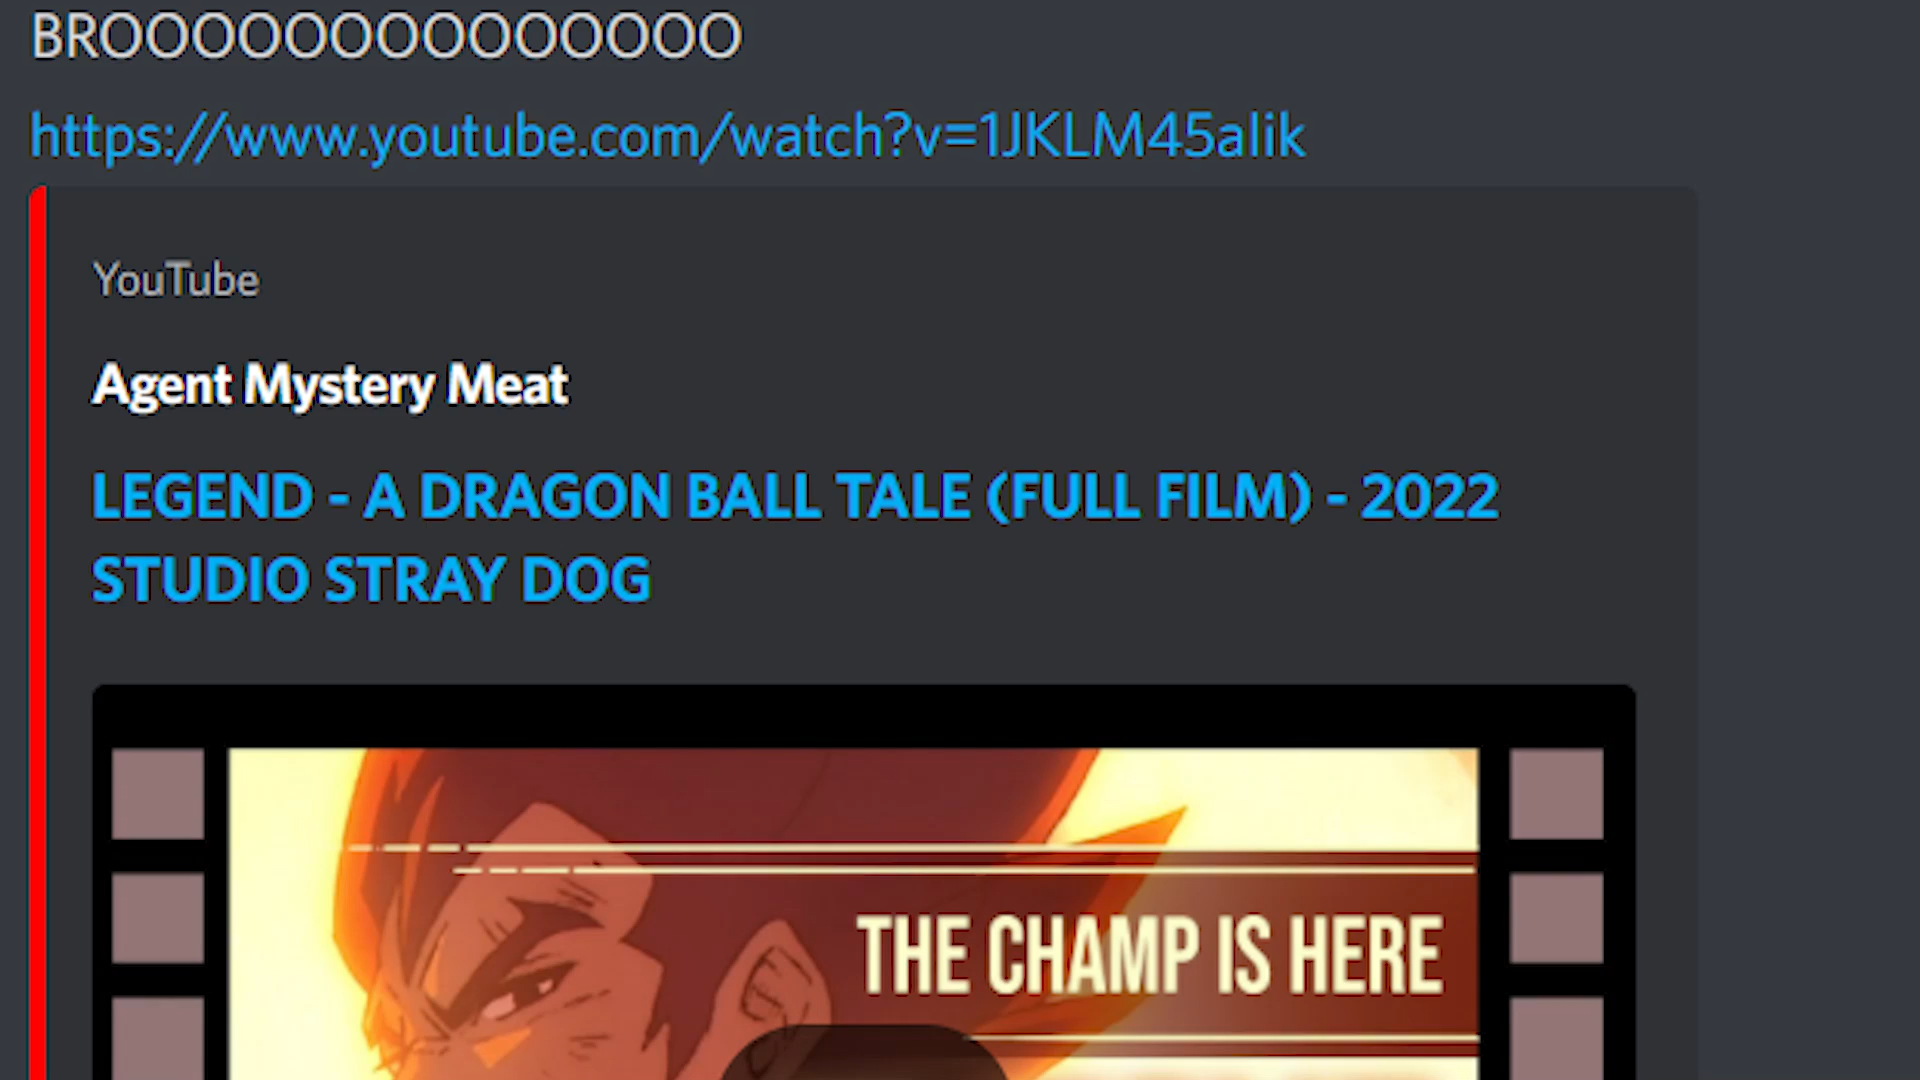 BROOOOOOOOOOOOOO
https://www.youtube.com/watch?v=1JKLM45alik
YouTube
Agent Mystery Meat
LEGEND - A DRAGON BALL TALE (FULL FILM) - 2022
STUDIO STRAY DOG
THE CHAMP IS HERE